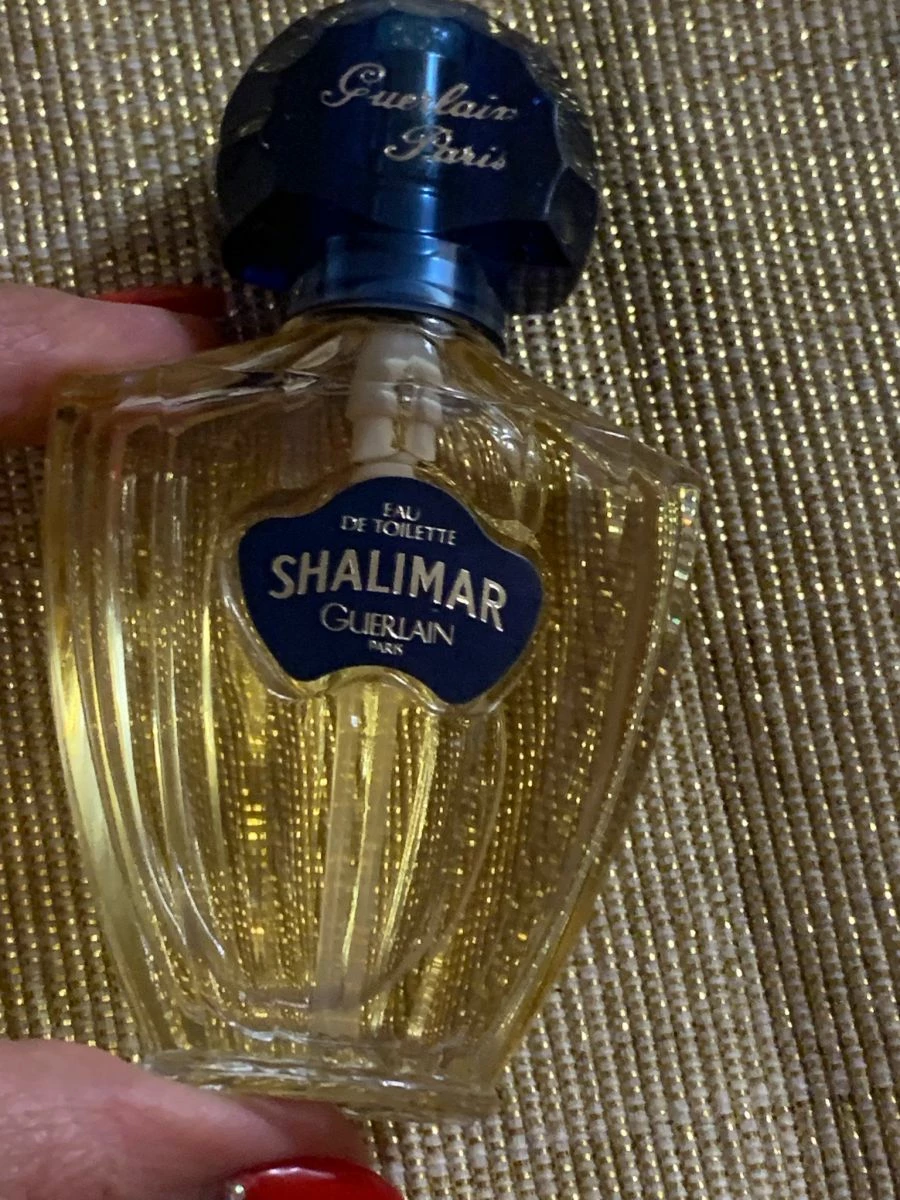 Guerlain
Paris
EAU
DE TOILETTE
SHALIMAR
GUERLAIN
PARIS